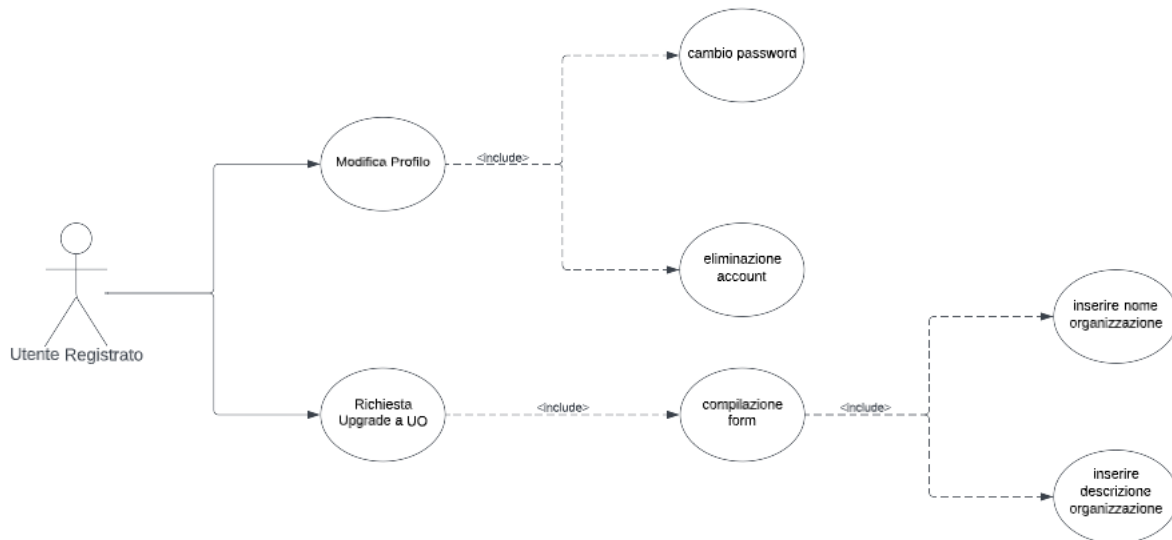 cambio password
Modifica Profilo
<include>
eliminazione
account
Utente Registrato
Richiesta
Upgrade a UO
<include>
compilazione
form
<include>
inserire nome
organizzazione
inserire
descrizione
organizzazione